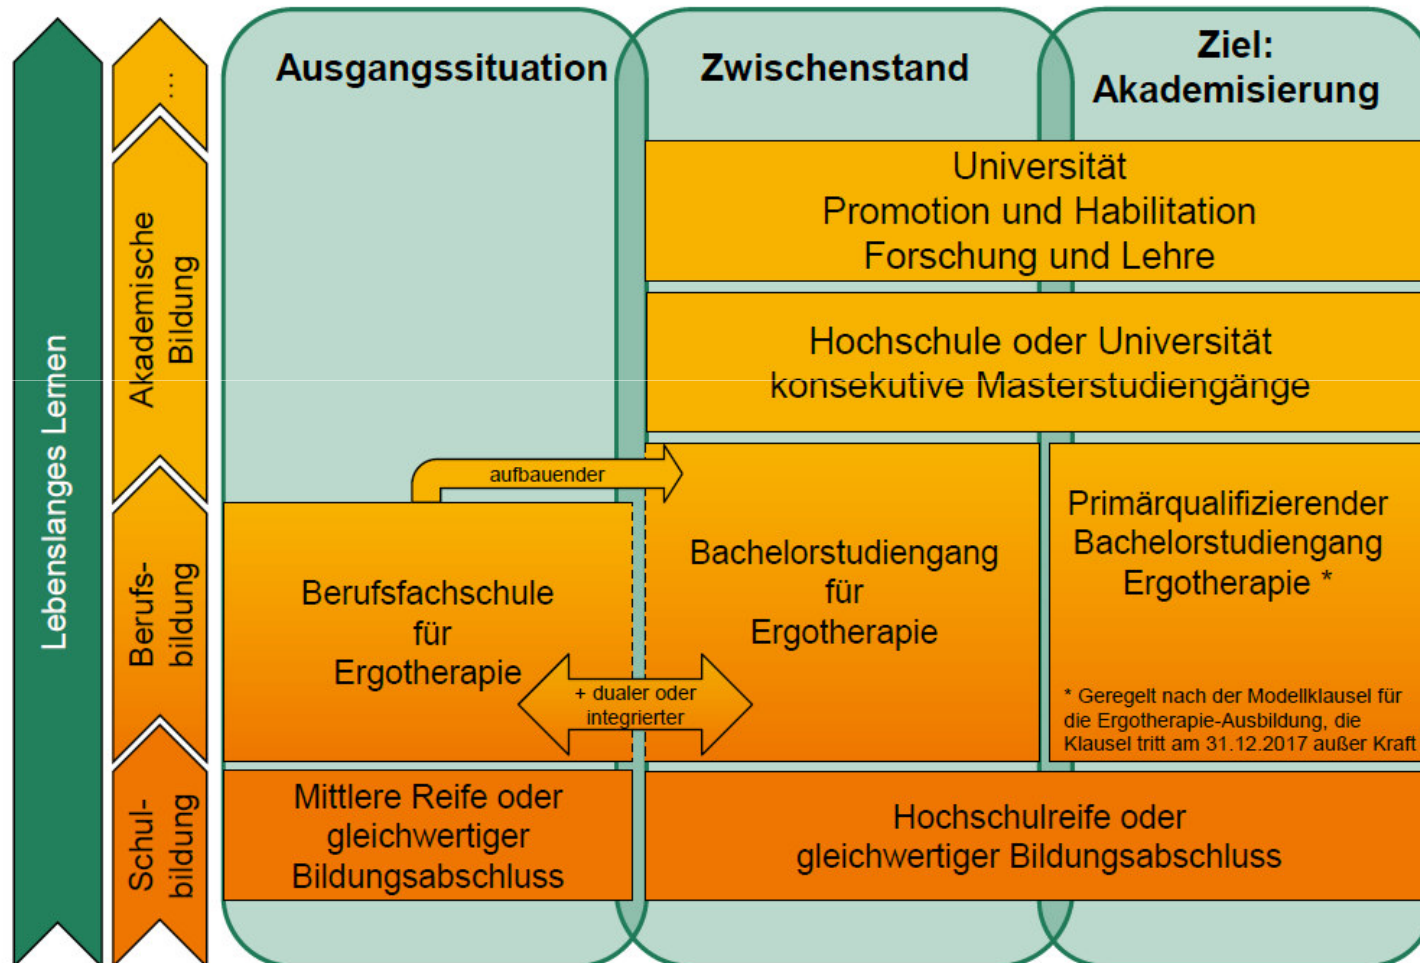 Lebenslanges Lernen
...
Akademische
Bildung
Berufs-
bildung
Schul-
bildung
Ausgangssituation
Zwischenstand
Ziel:
Akademisierung
Universität
Promotion und Habilitation
Forschung und Lehre
Hochschule oder Universität
konsekutive Masterstudiengänge
aufbauender
Berufsfachschule
für
Ergotherapie
Bachelorstudiengang
für
Ergotherapie
+ dualer oder
integrierter
Primärqualifizierender
Bachelorstudiengang
Ergotherapie *
* Geregelt nach der Modellklausel für
die Ergotherapie-Ausbildung, die
Klausel tritt am 31.12.2017 außer Kraft
Mittlere Reife oder
gleichwertiger
Bildungsabschluss
Hochschulreife oder
gleichwertiger Bildungsabschluss